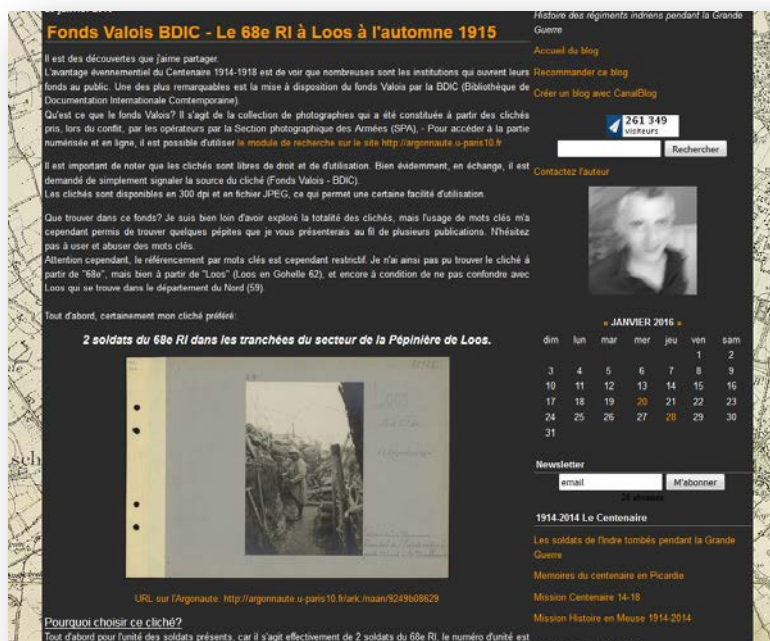 Fonds Valois BDIC - Le 68e RI à Loos à l'automne 1915
Il est des découvertes que j'aime partager.
L'avantage évennementiel du Centenaire 1914-1918 est de voir que nombreuses sont les institutions qui ouvrent leurs
fonds au public. Une des plus remarquables est la mise à disposition du fonds Valois par la BDIC (Bibliothèque de
Documentation Internationale Comtemporaine).
Qu'est ce que le fonds Valois? Il s'agit de la collection de photographies qui a été constituée à partir des clichés
pris, lors du conflit, par les opérateurs par la Section photographique des Armées (SPA), - Pour accéder à la partie
numérisée et en ligne, il est possible d'utiliser le module de recherche sur le site http://argonnaute.u-paris10.fr
Il est important de noter que les clichés sont libres de droit et de d'utilisation. Bien évidemment, en échange, il est
demandé de simplement signaler la source du cliché (Fonds Valois - BDIC).
Les clichés sont disponibles en 300 dpi et en fichier JPEG, ce qui permet une certaine facilité d'utilisation.
Que trouver dans ce fonds? Je suis bien loin d'avoir exploré la totalité des clichés, mais l'usage de mots clés m'a
cependant permis de trouver quelques pépites que je vous présenterais au fil de plusieurs publications. N'hésitez
pas à user et abuser des mots clés.
Attention cependant, le référencement par mots clés est cependant restrictif. Je n'ai ainsi pas pu trouver le cliché à
partir de "68e", mais bien à partir de "Loos" (Loos en Gohelle 62), et encore à condition de ne pas confondre avec
Loos qui se trouve dans le département du Nord (59).
Tout d'abord, certainement mon cliché préféré:
2 soldats du 68e RI dans les tranchées du secteur de la Pépinière de Loos.
Loos
URL sur l'Argonaute: http://argonnaute.u-paris10.fr/ark:/naan/9249b08629
Pourquoi choisir ce cliché?
Tout d'abord pour l'unité des soldats présents, car il s'agit effectivement de 2 soldats du 68e RI, le numéro d'unité est
Histoire des régiments indriens pendant la Grande
Guerre
Accueil du blog
Recommander ce blog
Créer un blog avec CanalBlog
261 349
visiteurs
Rechercher
Contactez l'auteur
« JANVIER 2016 »
dim lun mar mer jeu ven sam
1 2
3 4 5 6 7 8 9
10 11 12 13 14 15 16
17 18 19 20 21 22 23
24 25 26 27 28 29 30
31
Newsletter
email M'abonner
1914-2014 Le Centenaire
Les soldats de l'Indre tombés pendant la Grande
Guerre
Memoires du centenaire en Picardie
Mission Centenaire 14-18
Mission Histoire en Meuse 1914-2014